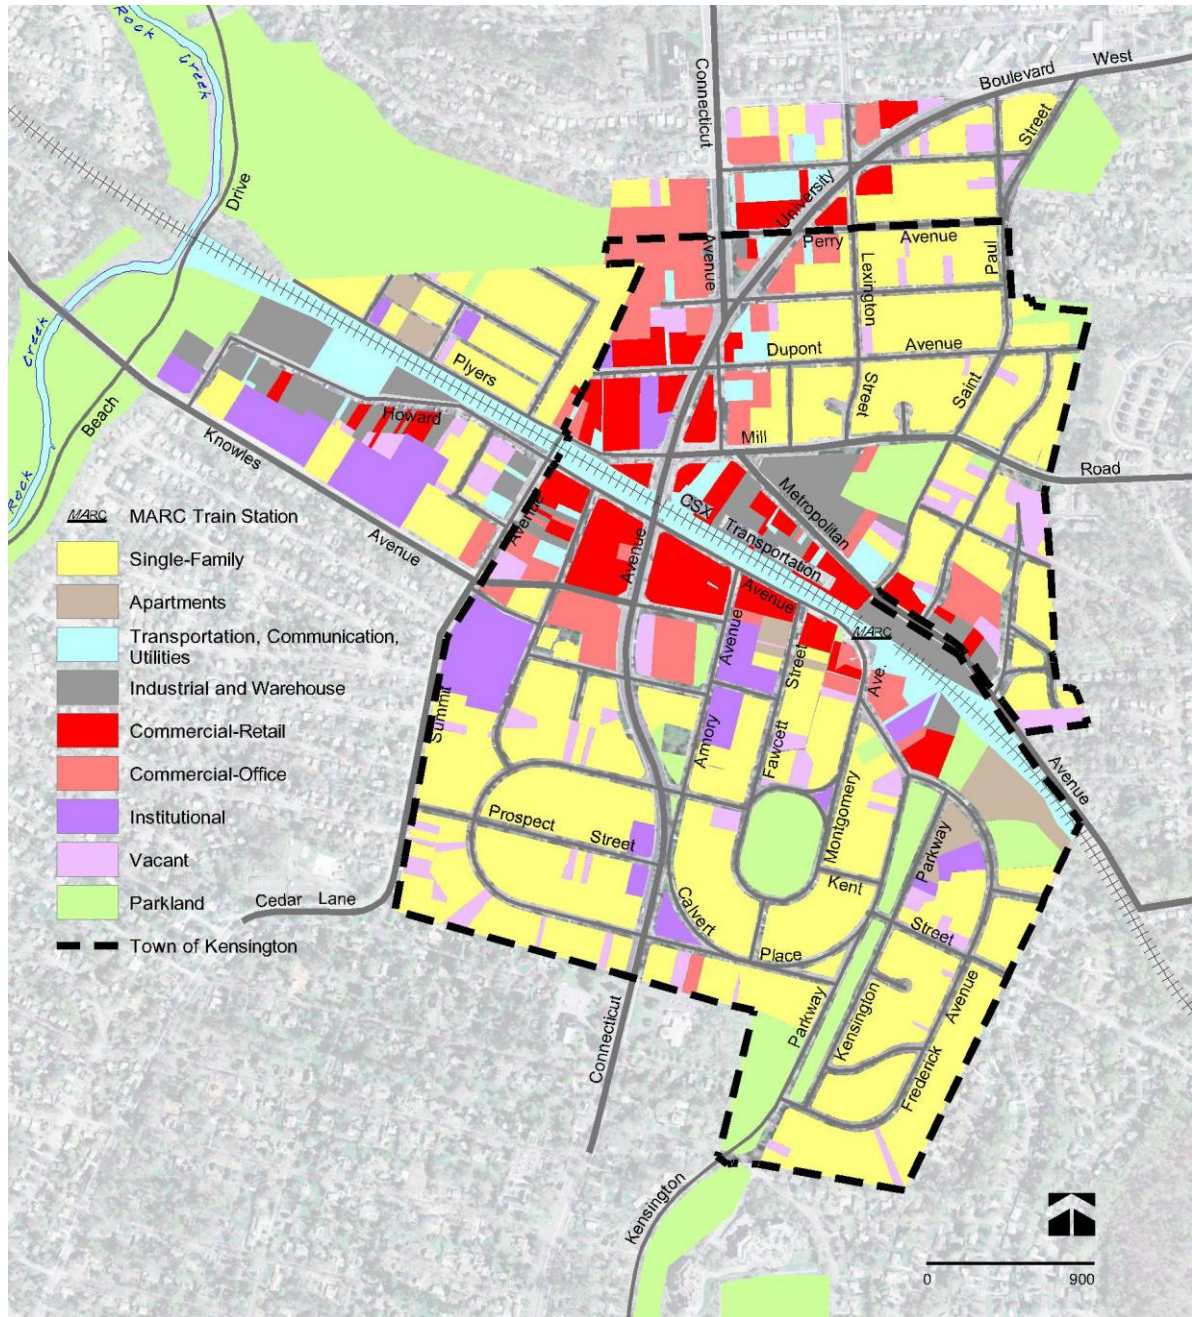 Rock
Creek
Connecticut
Boulevard
West
Street
Drive
University
Avenue
Perry
Avenue
Paul
Lexington
Creek
Plyers
Dupont
Avenue
Beach
Howard
Street
Saint
Knowles
Mill
Road
Rock
Metropolitan
CSX
Transportation
MARC MARC Train Station
Avenue
Avenue
Avenue
Single-Family
Avenue
Apartments
Avenue
MARC
Transportation, Communication,
Utilities
Street
Ave.
Industrial and Warehouse
Summit
Commercial-Retail
Armory
Fawcett
Avenue
Commercial-Office
Montgomery
Institutional
Prospect
Street
Parkway
Vacant
Kent
Parkland
Cedar Lane
Calvert
Street
Town of Kensington
Place
Avenue
Connecticut
Parkway
Kensington
Frederick
Kensington
0 900